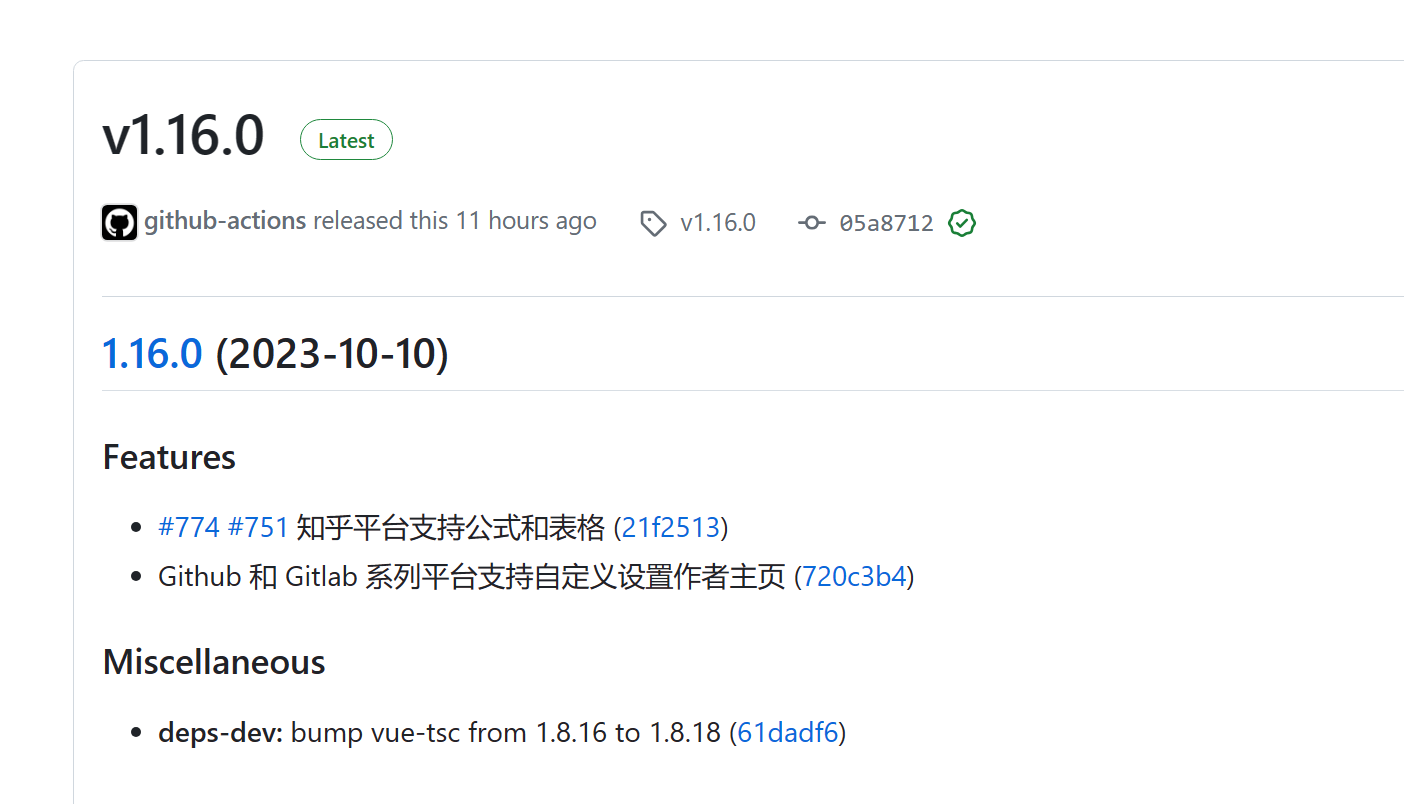 v1.16.0 Latest
github-actions released this 11 hours ago v1.16.0 05a8712
1.16.0 (2023-10-10)
Features
#774 #751 知乎平台支持公式和表格 (21f2513)
Github 和 Gitlab 系列平台支持自定义设置作者主页 (720c3b4)
Miscellaneous
deps-dev: bump vue-tsc from 1.8.16 to 1.8.18 (61dadf6)